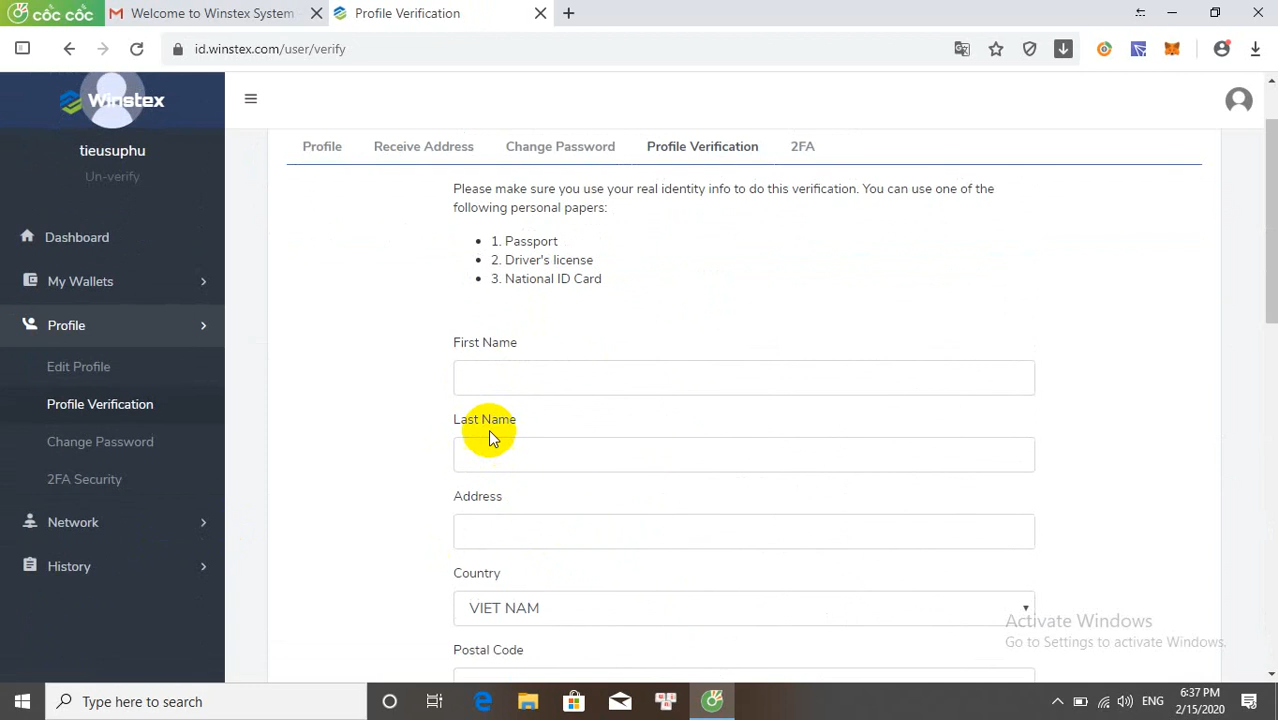 cốc cốc
Welcome to Winstex System
Profile Verification
id.winstex.com/user/verify
Winstex
tieusuphu
Un-verify
Dashboard
My Wallets
Profile
Edit Profile
Profile Verification
Change Password
2FA Security
Network
History
Profile Receive Address Change Password Profile Verification 2FA
Please make sure you use your real identity info to do this verification. You can use one of the
following personal papers:
1. Passport
2. Driver's license
3. National ID Card
First Name
Last Name
Address
Country
VIET NAM
Postal Code
Activate Windows
Go to Settings to activate Windows.
Type here to search
ENG
6:37 PM
2/15/2020